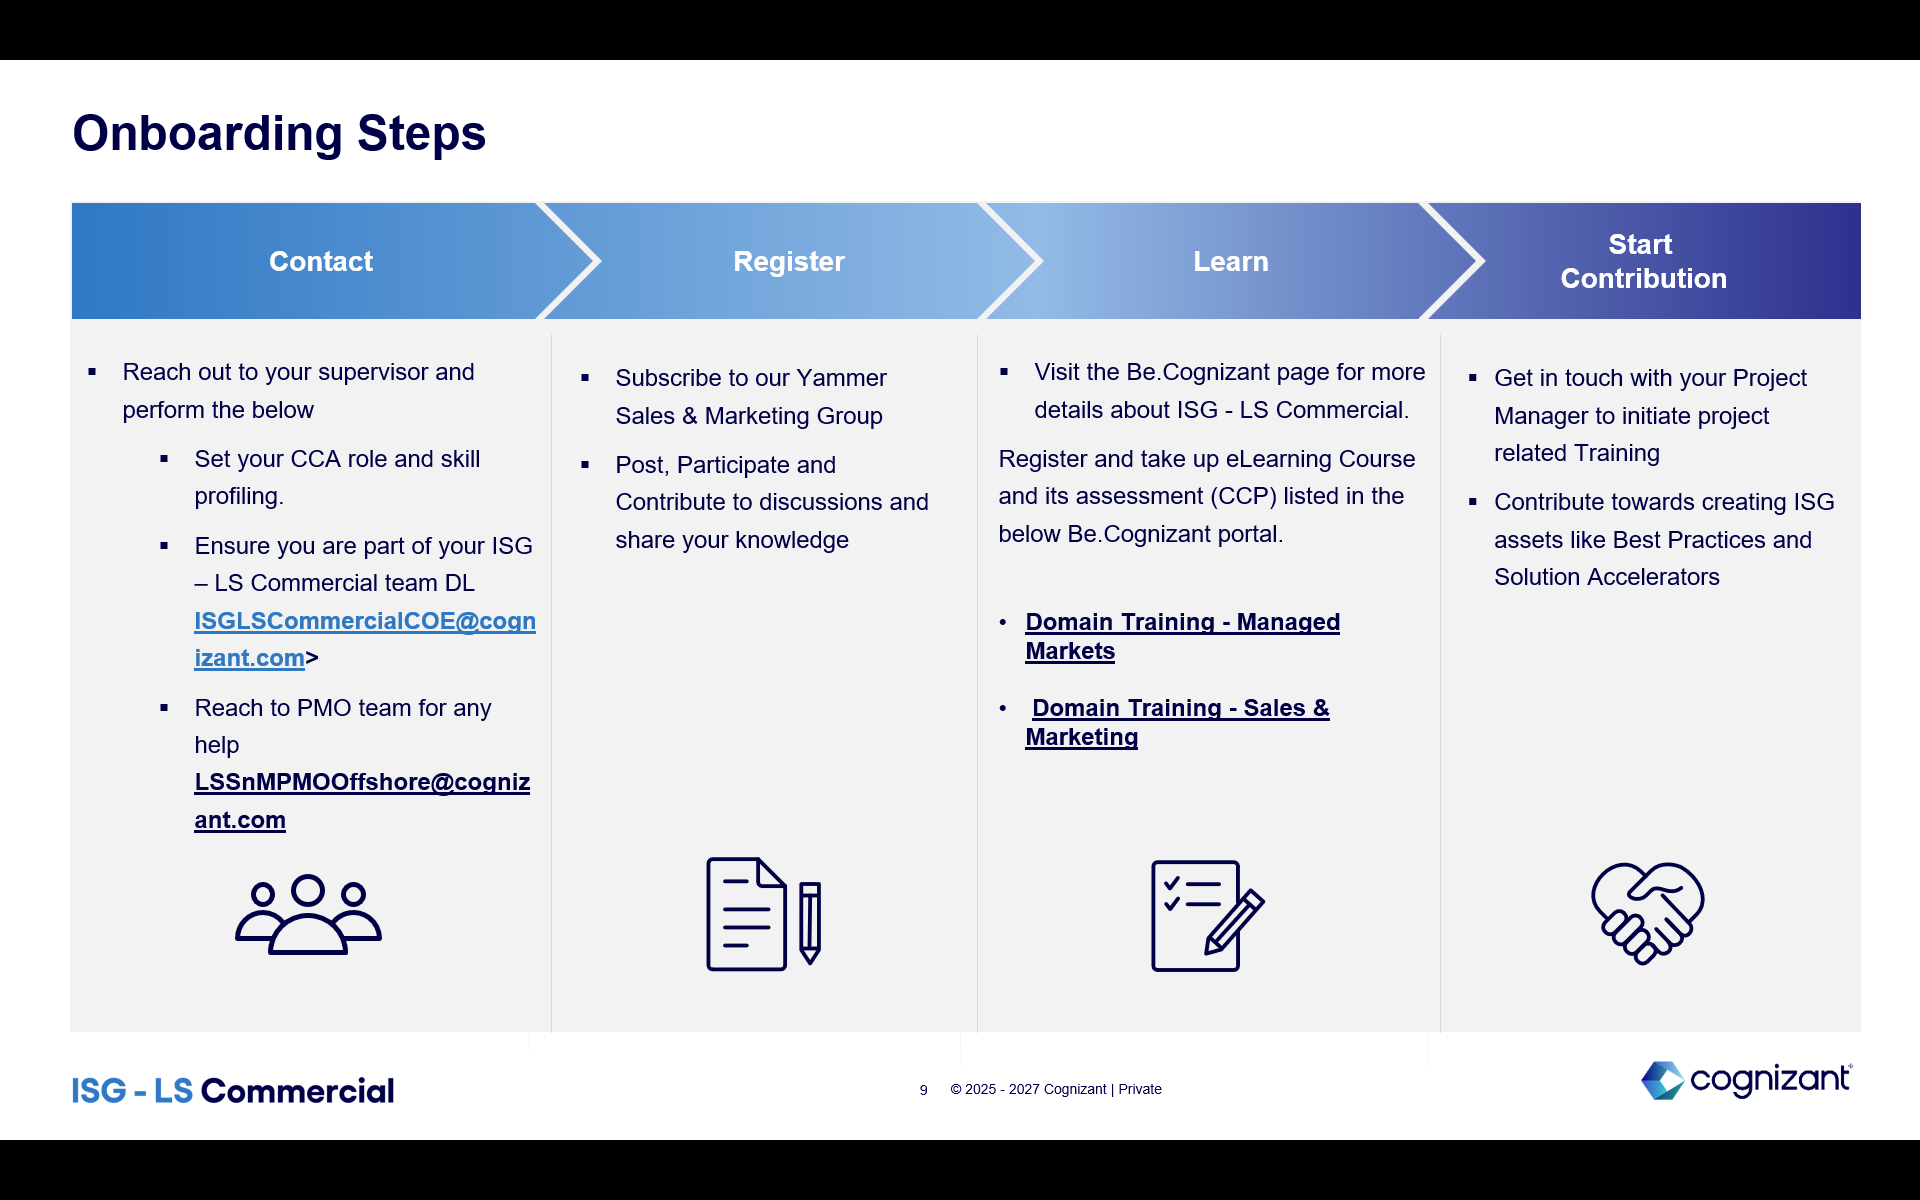 Onboarding Steps
Contact
Register
Learn
Start
Contribution
▪ Reach out to your supervisor and
perform the below
▪ Set your CCA role and skill
profiling.
▪ Ensure you are part of your ISG
– LS Commercial team DL
ISGLSCommercialCOE@cogn
izant.com>
▪ Reach to PMO team for any
help
LSSnMPMOOffshore@cogniz
ant.com
▪ Subscribe to our Yammer
Sales & Marketing Group
▪ Post, Participate and
Contribute to discussions and
share your knowledge
▪ Visit the Be.Cognizant page for more
details about ISG - LS Commercial.
Register and take up eLearning Course
and its assessment (CCP) listed in the
below Be.Cognizant portal.
• Domain Training - Managed
Markets
• Domain Training - Sales &
Marketing
▪ Get in touch with your Project
Manager to initiate project
related Training
▪ Contribute towards creating ISG
assets like Best Practices and
Solution Accelerators
ISG - LS Commercial
9 © 2025 - 2027 Cognizant | Private
cognizant®